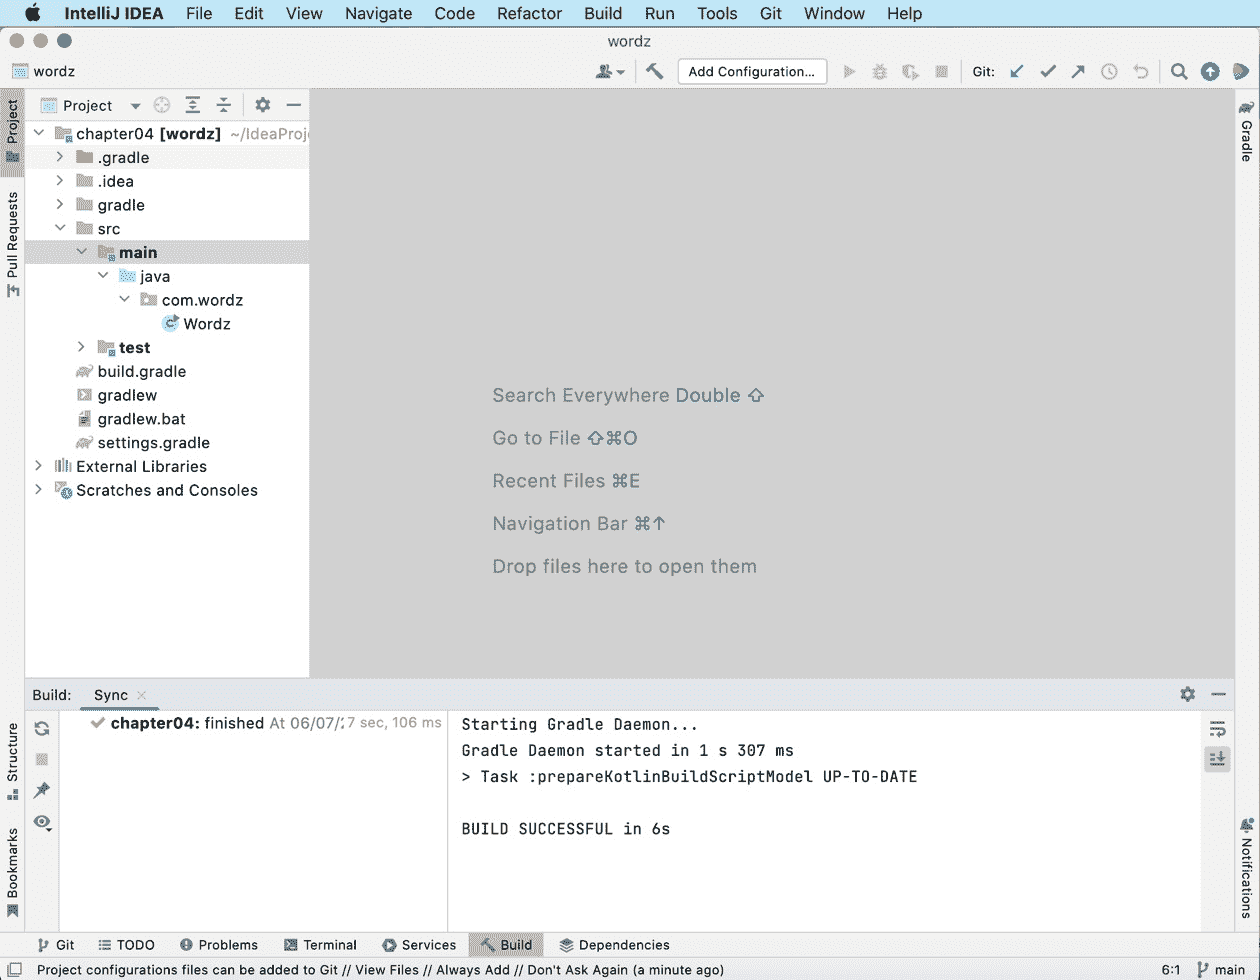 IntelliJ IDEA File Edit View Navigate Code Refactor Build Run Tools Git Window Help
wordz
wordz Add Configuration... Git:
Project
Pull Requests
Structure
Bookmarks
Project
chapter04 [wordz] ~/IdeaProj
.gradle
.idea
gradle
src
main
java
com.wordz
C Wordz
test
build.gradle
gradlew
gradlew.bat
settings.gradle
External Libraries
Scratches and Consoles
Search Everywhere Double ⇧
Go to File ⇧⌘O
Recent Files ⌘E
Navigation Bar ⌘↑
Drop files here to open them
Gradle
Notifications
Build: Sync
chapter04: finished At 06/07/ 7 sec, 106 ms
Starting Gradle Daemon...
Gradle Daemon started in 1 s 307 ms
> Task :prepareKotlinBuildScriptModel UP-TO-DATE
BUILD SUCCESSFUL in 6s
Git TODO Problems Terminal Services Build Dependencies
Project configurations files can be added to Git // View Files // Always Add // Don't Ask Again (a minute ago) 6:1 main